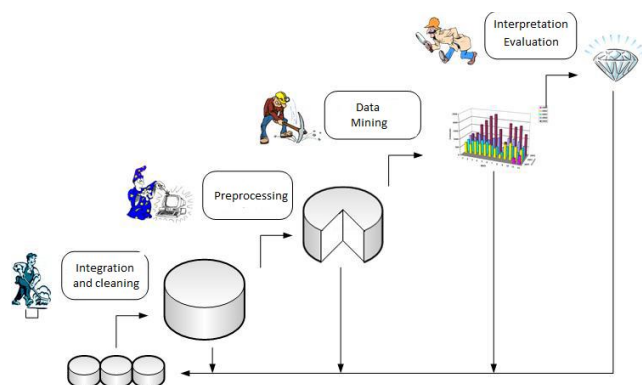 Interpretation
Evaluation
Data
Mining
Preprocessing
Integration
and cleaning